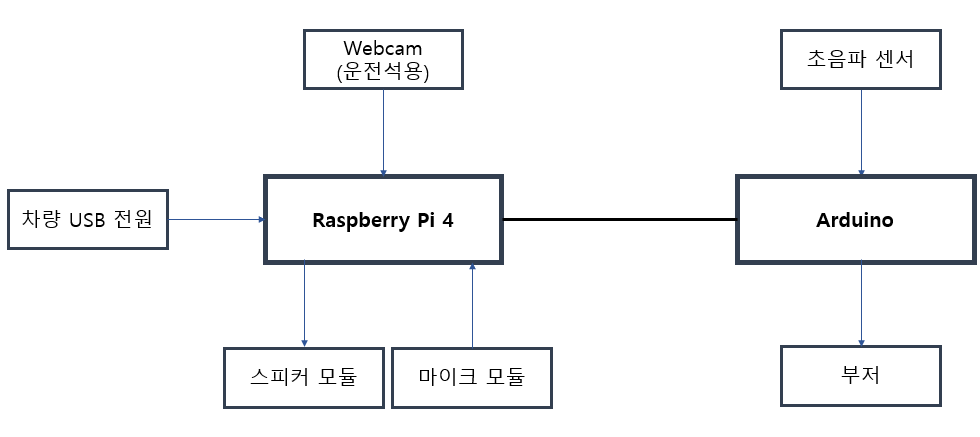 Webcam
(운전석용)
초음파 센서
차량 USB 전원
Raspberry Pi 4
Arduino
스피커 모듈
마이크 모듈
부저